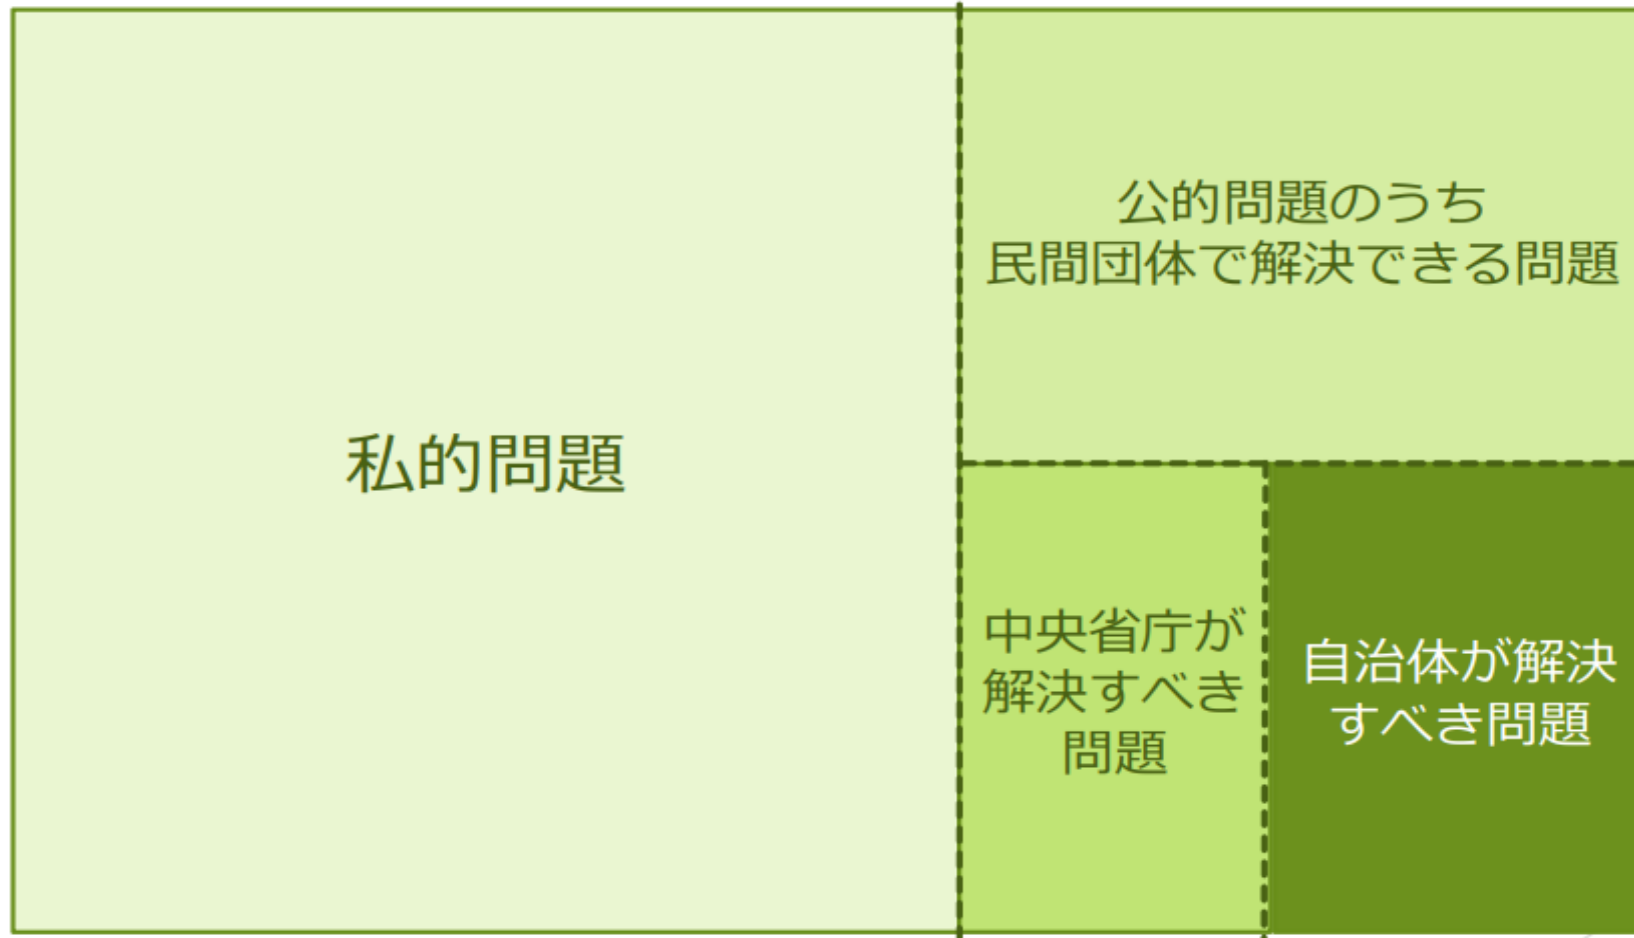 公的問題のうち
民間団体で解決できる問題
私的問題
中央省庁が
解決すべき
問題
自治体が解決
すべき問題